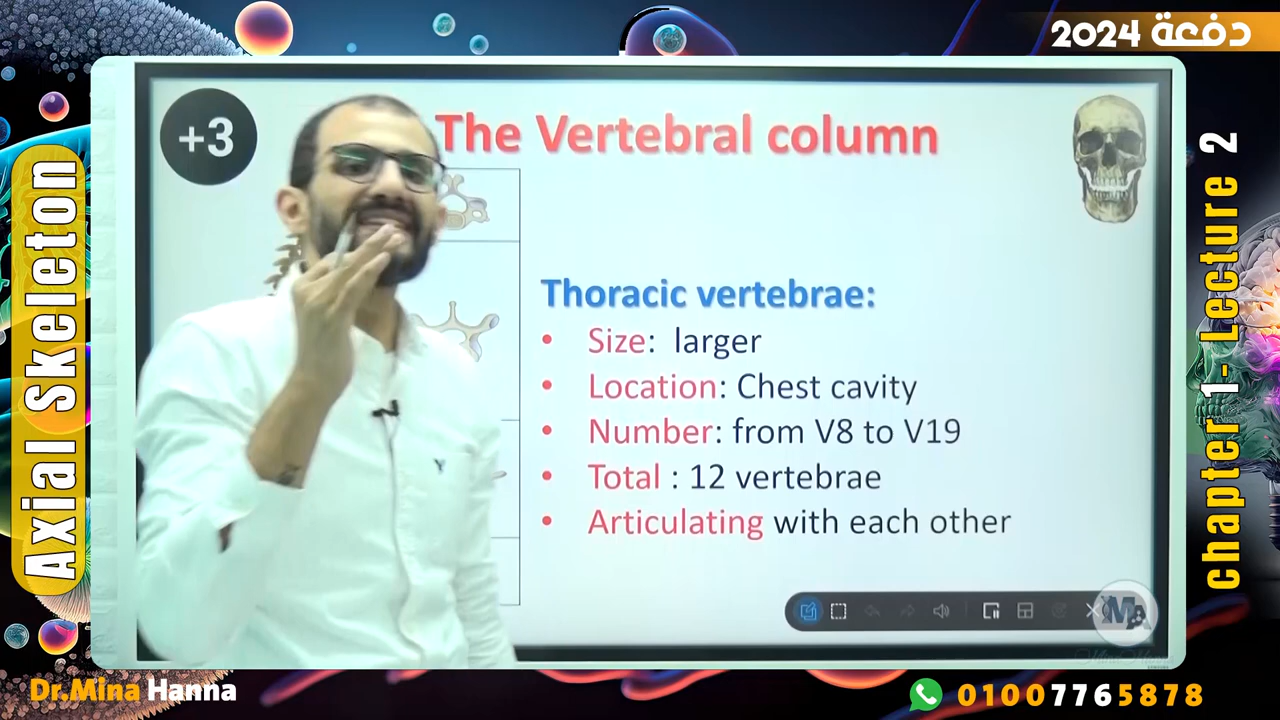 دفعة 2024
+3
The Vertebral column
Thoracic vertebrae:
• Size: larger
• Location: Chest cavity
• Number: from V8 to V19
• Total : 12 vertebrae
• Articulating with each other
MA
Axial Skeleton
chapter 1- Lecture 2
Dr.Mina Hanna
01007765878